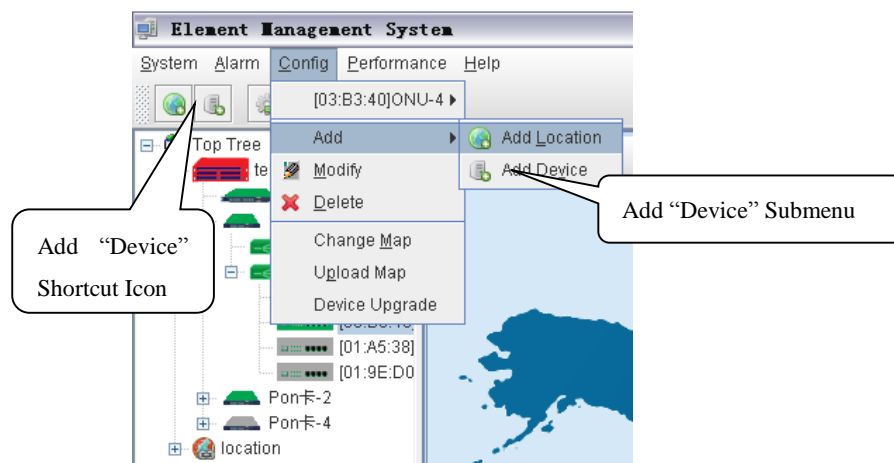 Element Management System
System Alarm Config Performance Help
[03:B3:40]ONU-4
Add
Add Location
Top Tree
te
Modify
Add Device
Delete
Add “Device” Submenu
Add “Device”
Shortcut Icon
Change Map
Upload Map
Device Upgrade
[01:A5:38]
[01:9E:D0
Pon卡-2
Pon卡-4
location